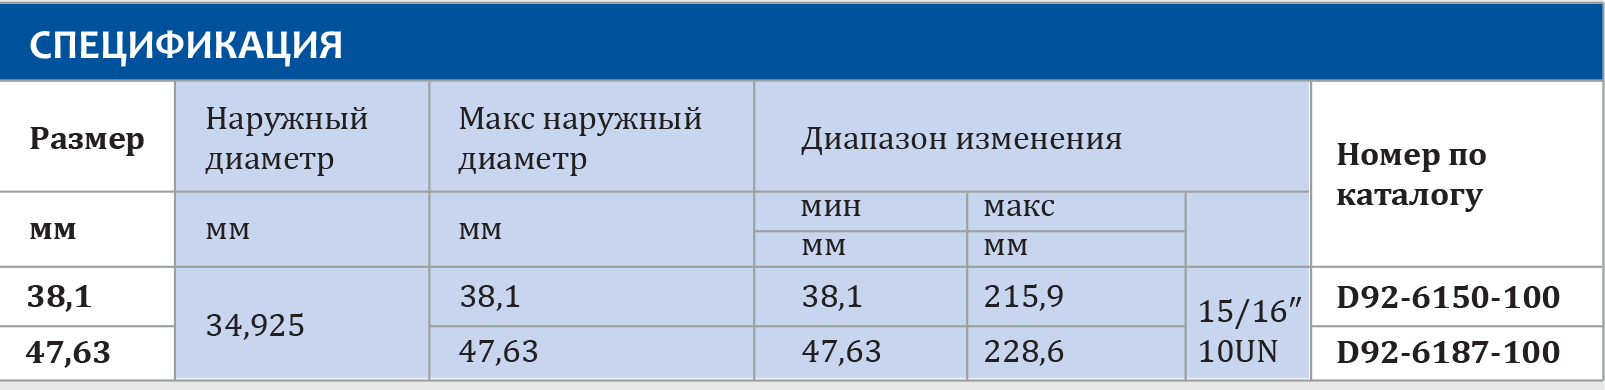 СПЕЦИФИКАЦИЯ
Размер
Наружный
диаметр
Макс наружный
диаметр
Диапазон изменения
Номер по
каталогу
мм
мм
мм
мин
макс
мм
мм
38,1
34,925
38,1
38,1
215,9
15/16″
10UN
D92-6150-100
47,63
47,63
47,63
228,6
D92-6187-100